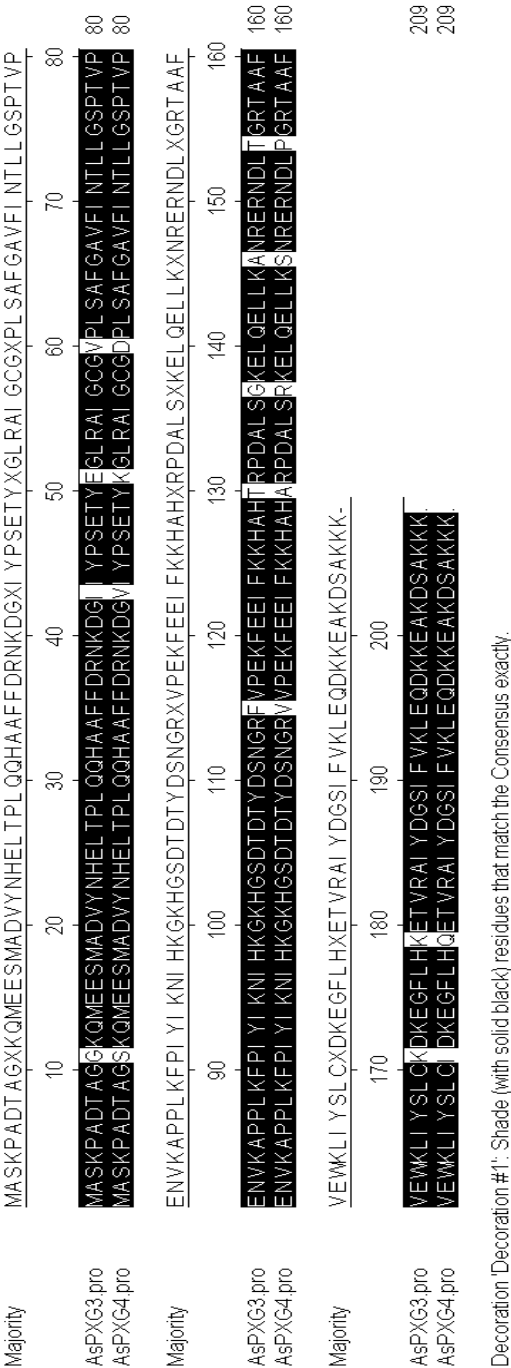 Majority MASKPADTAGXKQMEESMADVYNHELTPLQQHAAFFDRNKDGXIYPSETYXGLRAIGCGXPLSAFGAVFINTLLGSPTVP
10 20 30 40 50 60 70 80
AsPXG3.pro MASKPADTAGGKQMEESMADVYNHELTPLQQHAAFFDRNKDGIIYPSETYEGLRAIGCGVPLSAFGAVFINTLLGSPTVP 80
AsPXG4.pro MASKPADTAGSKQMEESMADVYNHELTPLQQHAAFFDRNKDGVIYPSETYKGLRAIGCGDPLSAFGAVFINTLLGSPTVP 80
Majority ENVKAPPLKFPIYIKNIHKGKHGSDTDTYDSNGRXVPEKFEEIFKKHAHXRPDALSXKELQELLKXNRERNDLXGRTAAF
90 100 110 120 130 140 150 160
AsPXG3.pro ENVKAPPLKFPIYIKNIHKGKHGSDTDTYDSNGRFVPEKFEEIFKKHAHTRPDALSGKELQELLKANRERNDLTGRTAAF 160
AsPXG4.pro ENVKAPPLKFPIYIKNIHKGKHGSDTDTYDSNGRVVPEKFEEIFKKHAHARPDALSRKELQELLKSNRERNDLPGRTAAF 160
Majority VEWKLIYSLCXDKEGFLHXETVRAIYDGSIFVKLEQDKKEAKDSAKKK-
170 180 190 200
AsPXG3.pro VEWKLIYSLCKDKEGFLHKETVRAIYDGSIFVKLEQDKKEAKDSAKKK. 209
AsPXG4.pro VEWKLIYSLCIDKEGFLHQETVRAIYDGSIFVKLEQDKKEAKDSAKKK. 209
Decoration 'Decoration #1': Shade (with solid black) residues that match the Consensus exactly.